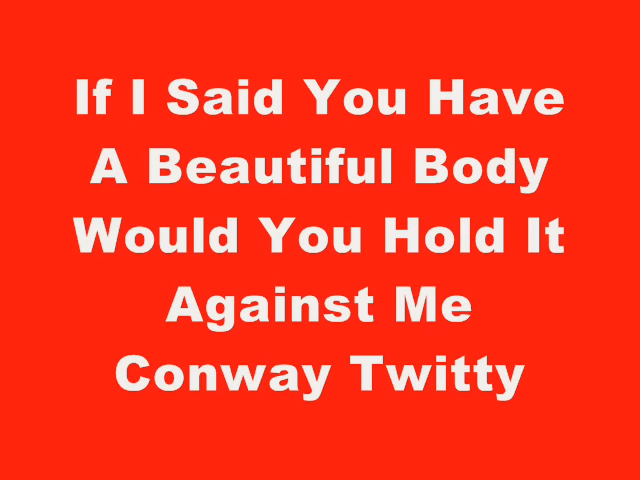 If I Said You Have
A Beautiful Body
Would You Hold It
Against Me
Conway Twitty